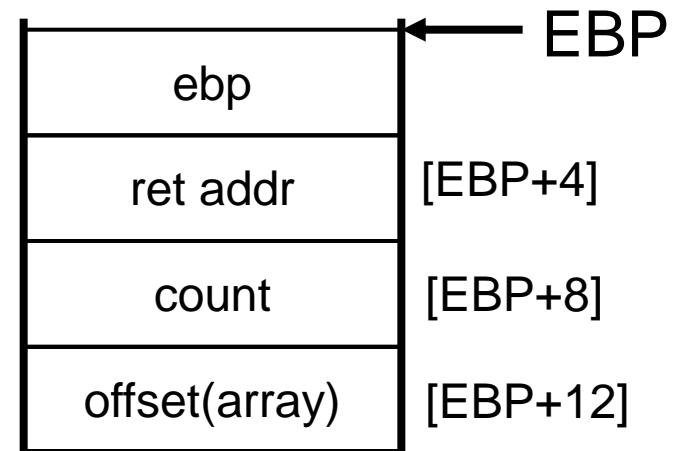 EBP
ebp
ret addr [EBP+4]
count [EBP+8]
offset(array) [EBP+12]